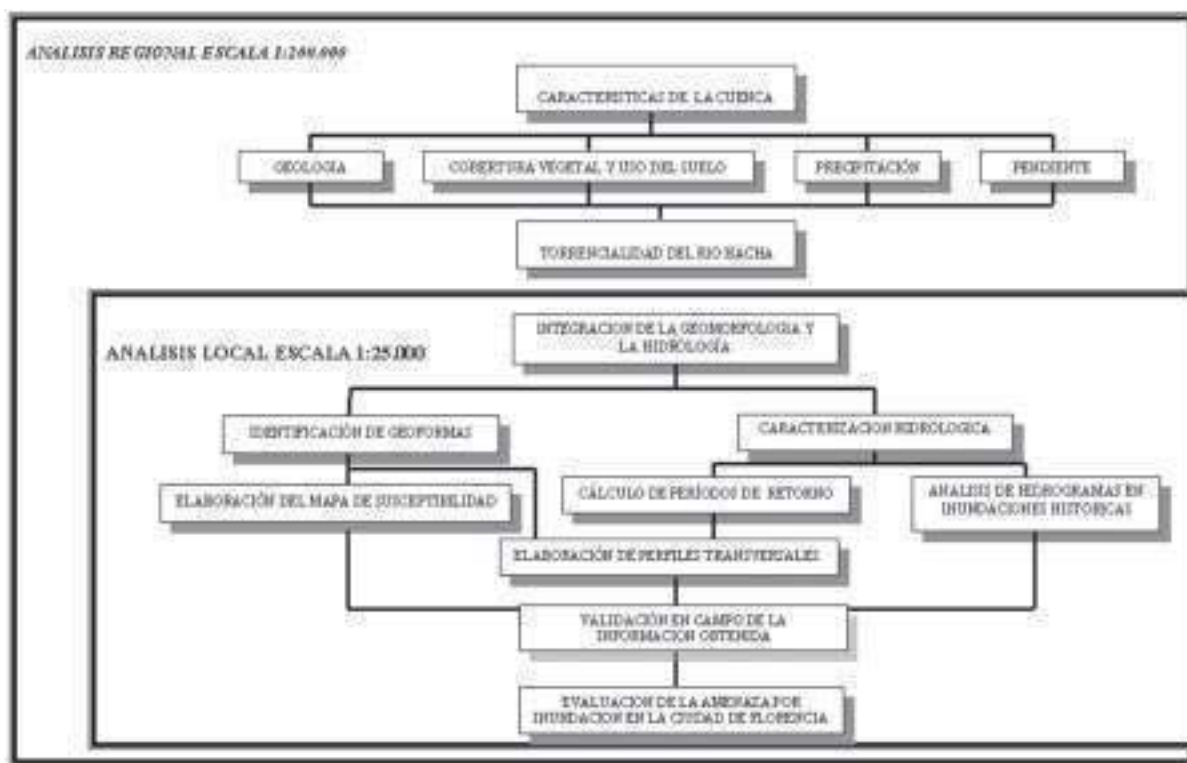 ANALISIS REGIONAL ESCALA 1:200.000
CARACTERISTICAS DE LA CUENCA
GEOLOGIA
COBERTURA VEGETAL Y USO DEL SUELO
PRECIPITACIÓN
PENDIENTE
TORRENCIALIDAD DEL RIO HACHA
INTEGRACION DE LA GEOMORFOLOGIA Y
LA HIDROLOGÍA
ANALISIS LOCAL ESCALA 1:25.000
IDENTIFICACIÓN DE GEOFORMAS
CARACTERIZACION HIDROLOGICA
ELABORACIÓN DEL MAPA DE SUSCEPTIBILIDAD
CÁLCULO DE PERÍODOS DE RETORNO
ANALISIS DE HIDROGRAMAS EN
INUNDACIONES HISTORICAS
ELABORACIÓN DE PERFILES TRANSVERSALES
VALIDACIÓN EN CAMPO DE LA
INFORMACION OBTENIDA
EVALUACION DE LA AMENAZA POR
INUNDACION EN LA CIUDAD DE FLORENCIA